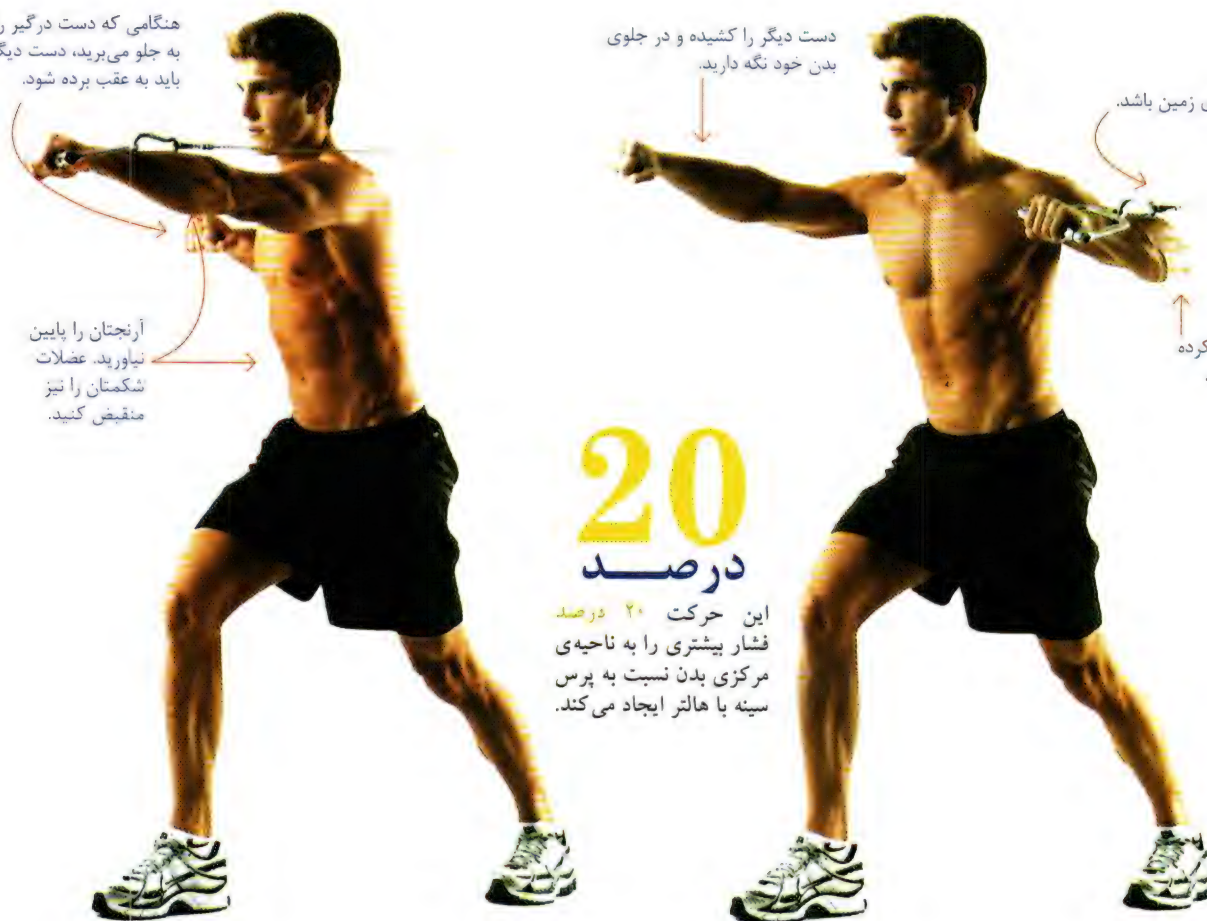 هنگامی که دست درگیر ر
به جلو می‌برید، دست دیگ
باید به عقب برده شود.
آرنجتان را پایین
نیاورید. عضلات
شکمتان را نیز
منقبض کنید.
دست دیگر را کشیده و در جلوی
بدن خود نگه دارید.
زمین باشد.
کرده
20
درصد
این حرکت ۲۰ درصد
فشار بیشتری را به ناحیه‌ی
مرکزی بدن نسبت به پرس
سینه با هالتر ایجاد می‌کند.